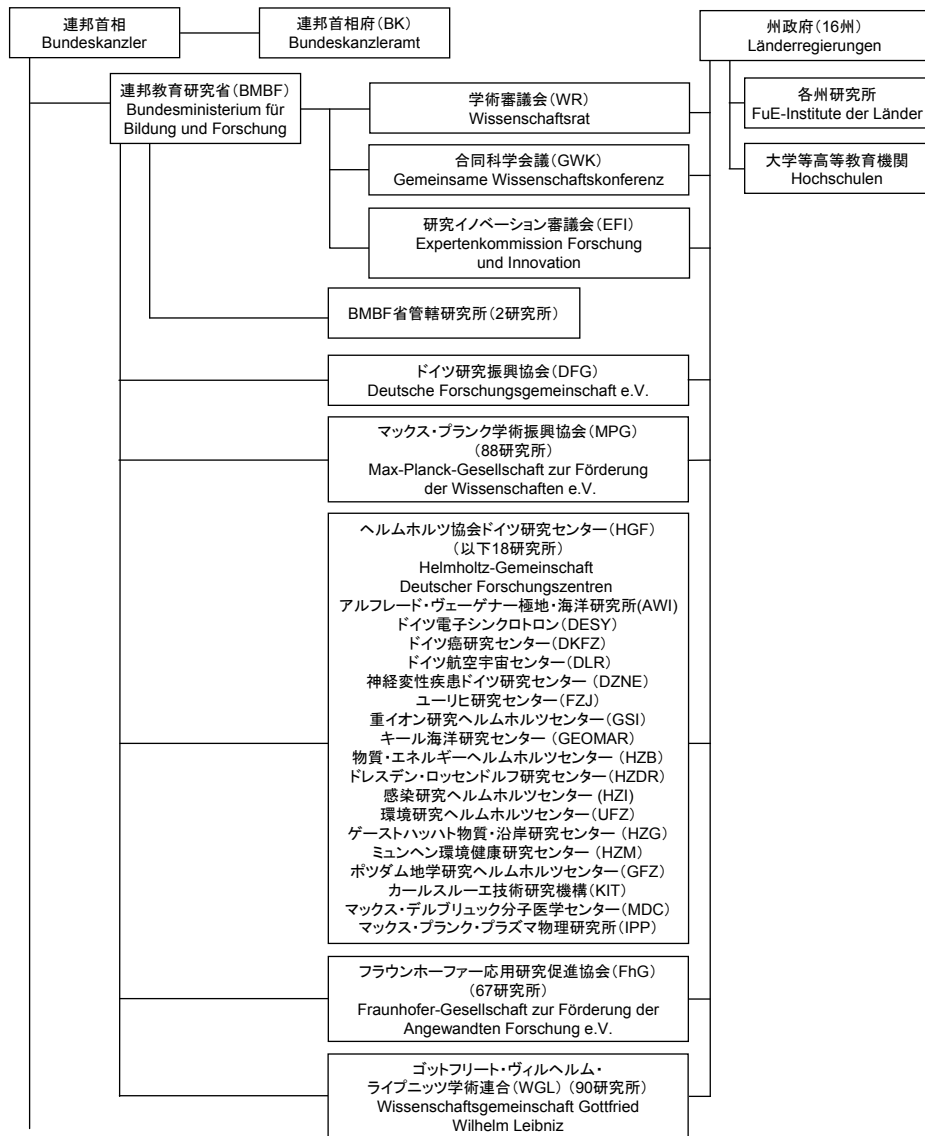 連邦首相
Bundeskanzler
連邦首相府(BK)
Bundeskanzleramt
州政府(16州)
Länderregierungen
連邦教育研究省(BMBF)
Bundesministerium für
Bildung und Forschung
学術審議会(WR)
Wissenschaftsrat
各州研究所
FuE-Institute der Länder
合同科学会議(GWK)
Gemeinsame Wissenschaftskonferenz
大学等高等教育機関
Hochschulen
研究イノベーション審議会(EFI)
Expertenkommission Forschung
und Innovation
BMBF省管轄研究所(2研究所)
ドイツ研究振興協会(DFG)
Deutsche Forschungsgemeinschaft e.V.
マックス・プランク学術振興協会(MPG)
(88研究所)
Max-Planck-Gesellschaft zur Förderung
der Wissenschaften e.V.
ヘルムホルツ協会ドイツ研究センター(HGF)
(以下18研究所)
Helmholtz-Gemeinschaft
Deutscher Forschungszentren
アルフレード・ヴェーゲナー極地・海洋研究所(AWI)
ドイツ電子シンクロトロン(DESY)
ドイツ癌研究センター(DKFZ)
ドイツ航空宇宙センター(DLR)
神経変性疾患ドイツ研究センター(DZNE)
ユーリヒ研究センター(FZJ)
重イオン研究ヘルムホルツセンター(GSI)
キール海洋研究センター(GEOMAR)
物質・エネルギーヘルムホルツセンター(HZB)
ドレスデン・ロッセンドルフ研究センター(HZDR)
感染研究ヘルムホルツセンター(HZI)
環境研究ヘルムホルツセンター(UFZ)
ゲーストハッハト物質・沿岸研究センター(HZG)
ミュンヘン環境健康研究センター(HZM)
ポツダム地学研究ヘルムホルツセンター(GFZ)
カールスルーエ技術研究機構(KIT)
マックス・デルブリュック分子医学センター(MDC)
マックス・プランク・プラズマ物理研究所(IPP)
フラウンホーファー応用研究促進協会(FhG)
(67研究所)
Fraunhofer-Gesellschaft zur Förderung der
Angewandten Forschung e.V.
ゴットフリート・ヴィルヘルム・
ライプニッツ学術連合(WGL)(90研究所)
Wissenschaftsgemeinschaft Gottfried
Wilhelm Leibniz